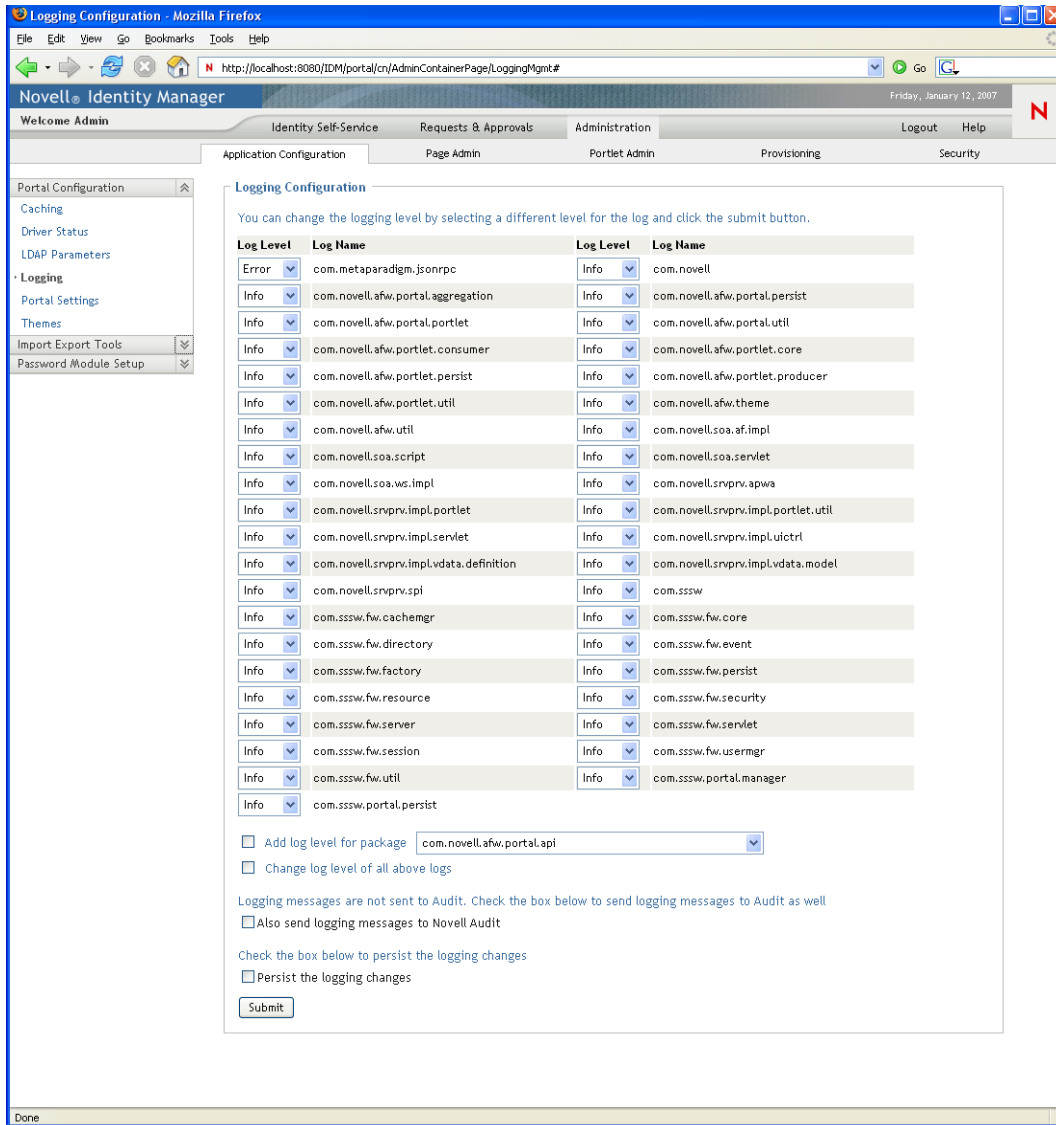 Logging Configuration - Mozilla Firefox
File Edit View Go Bookmarks Tools Help
N http://localhost:8080/IDM/portal/cn/AdminContainerPage/LoggingMgmt# Go G
Novell® Identity Manager Friday, January 12, 2007
N
Welcome Admin Identity Self-Service Requests & Approvals Administration Logout Help
Application Configuration Page Admin Portlet Admin Provisioning Security
Portal Configuration
Caching
Driver Status
LDAP Parameters
· Logging
Portal Settings
Themes
Import Export Tools
Password Module Setup
Logging Configuration
You can change the logging level by selecting a different level for the log and click the submit button.
Log Level Log Name Log Level Log Name
Error com.metaparadigm.jsonrpc Info com.novell
Info com.novell.afw.portal.aggregation Info com.novell.afw.portal.persist
Info com.novell.afw.portal.portlet Info com.novell.afw.portal.util
Info com.novell.afw.portlet.consumer Info com.novell.afw.portlet.core
Info com.novell.afw.portlet.persist Info com.novell.afw.portlet.producer
Info com.novell.afw.portlet.util Info com.novell.afw.theme
Info com.novell.afw.util Info com.novell.soa.af.impl
Info com.novell.soa.script Info com.novell.soa.servlet
Info com.novell.soa.ws.impl Info com.novell.srvprv.apwa
Info com.novell.srvprv.impl.portlet Info com.novell.srvprv.impl.portlet.util
Info com.novell.srvprv.impl.servlet Info com.novell.srvprv.impl.uictrl
Info com.novell.srvprv.impl.vdata.definition Info com.novell.srvprv.impl.vdata.model
Info com.novell.srvprv.spi Info com.sssw
Info com.sssw.fw.cachemgr Info com.sssw.fw.core
Info com.sssw.fw.directory Info com.sssw.fw.event
Info com.sssw.fw.factory Info com.sssw.fw.persist
Info com.sssw.fw.resource Info com.sssw.fw.security
Info com.sssw.fw.server Info com.sssw.fw.servlet
Info com.sssw.fw.session Info com.sssw.fw.usermgr
Info com.sssw.fw.util Info com.sssw.portal.manager
Info com.sssw.portal.persist
Add log level for package com.novell.afw.portal.api
Change log level of all above logs
Logging messages are not sent to Audit. Check the box below to send logging messages to Audit as well
Also send logging messages to Novell Audit
Check the box below to persist the logging changes
Persist the logging changes
Submit
Done